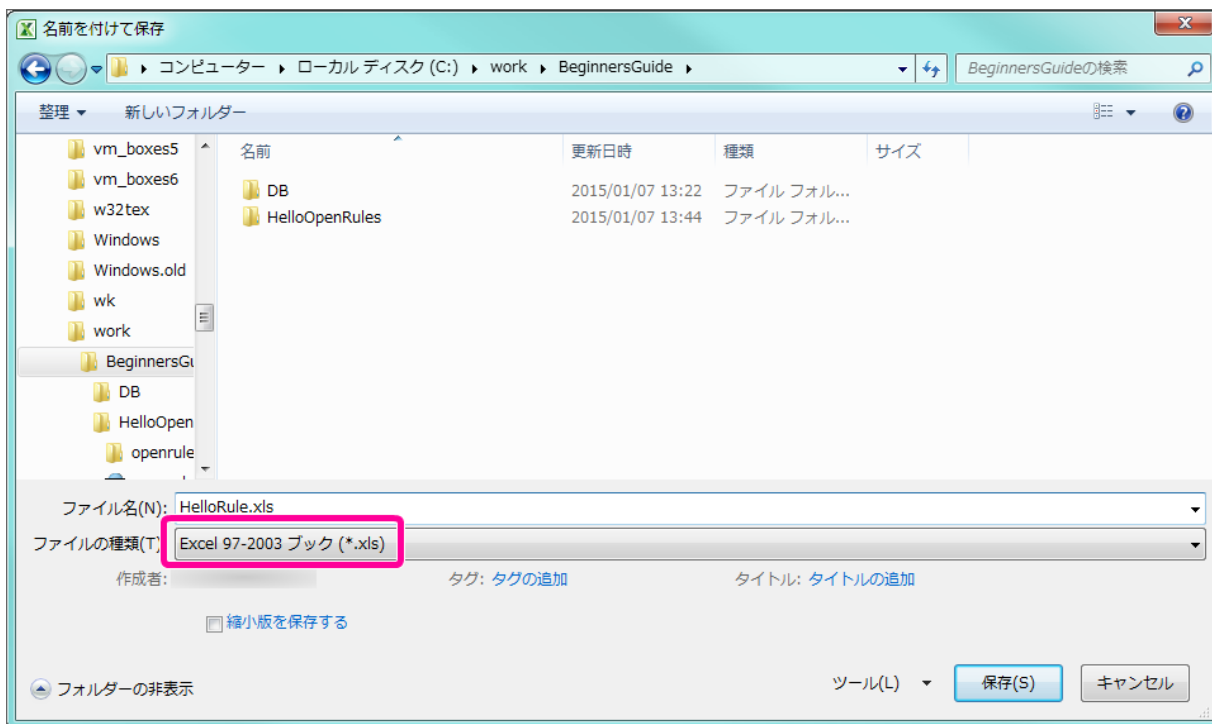 名前を付けて保存
コンピューター ▸ ローカル ディスク (C:) ▸ work ▸ BeginnersGuide ▸
BeginnersGuideの検索
整理 新しいフォルダー
vm_boxes5
vm_boxes6
w32tex
Windows
Windows.old
wk
work
BeginnersGu
DB
HelloOpen
openrule
名前 更新日時 種類 サイズ
DB 2015/01/07 13:22 ファイル フォル...
HelloOpenRules 2015/01/07 13:44 ファイル フォル...
ファイル名(N): HelloRule.xls
ファイルの種類(T) Excel 97-2003 ブック (*.xls)
作成者: タグ: タグの追加 タイトル: タイトルの追加
縮小版を保存する
フォルダーの非表示 ツール(L) 保存(S) キャンセル